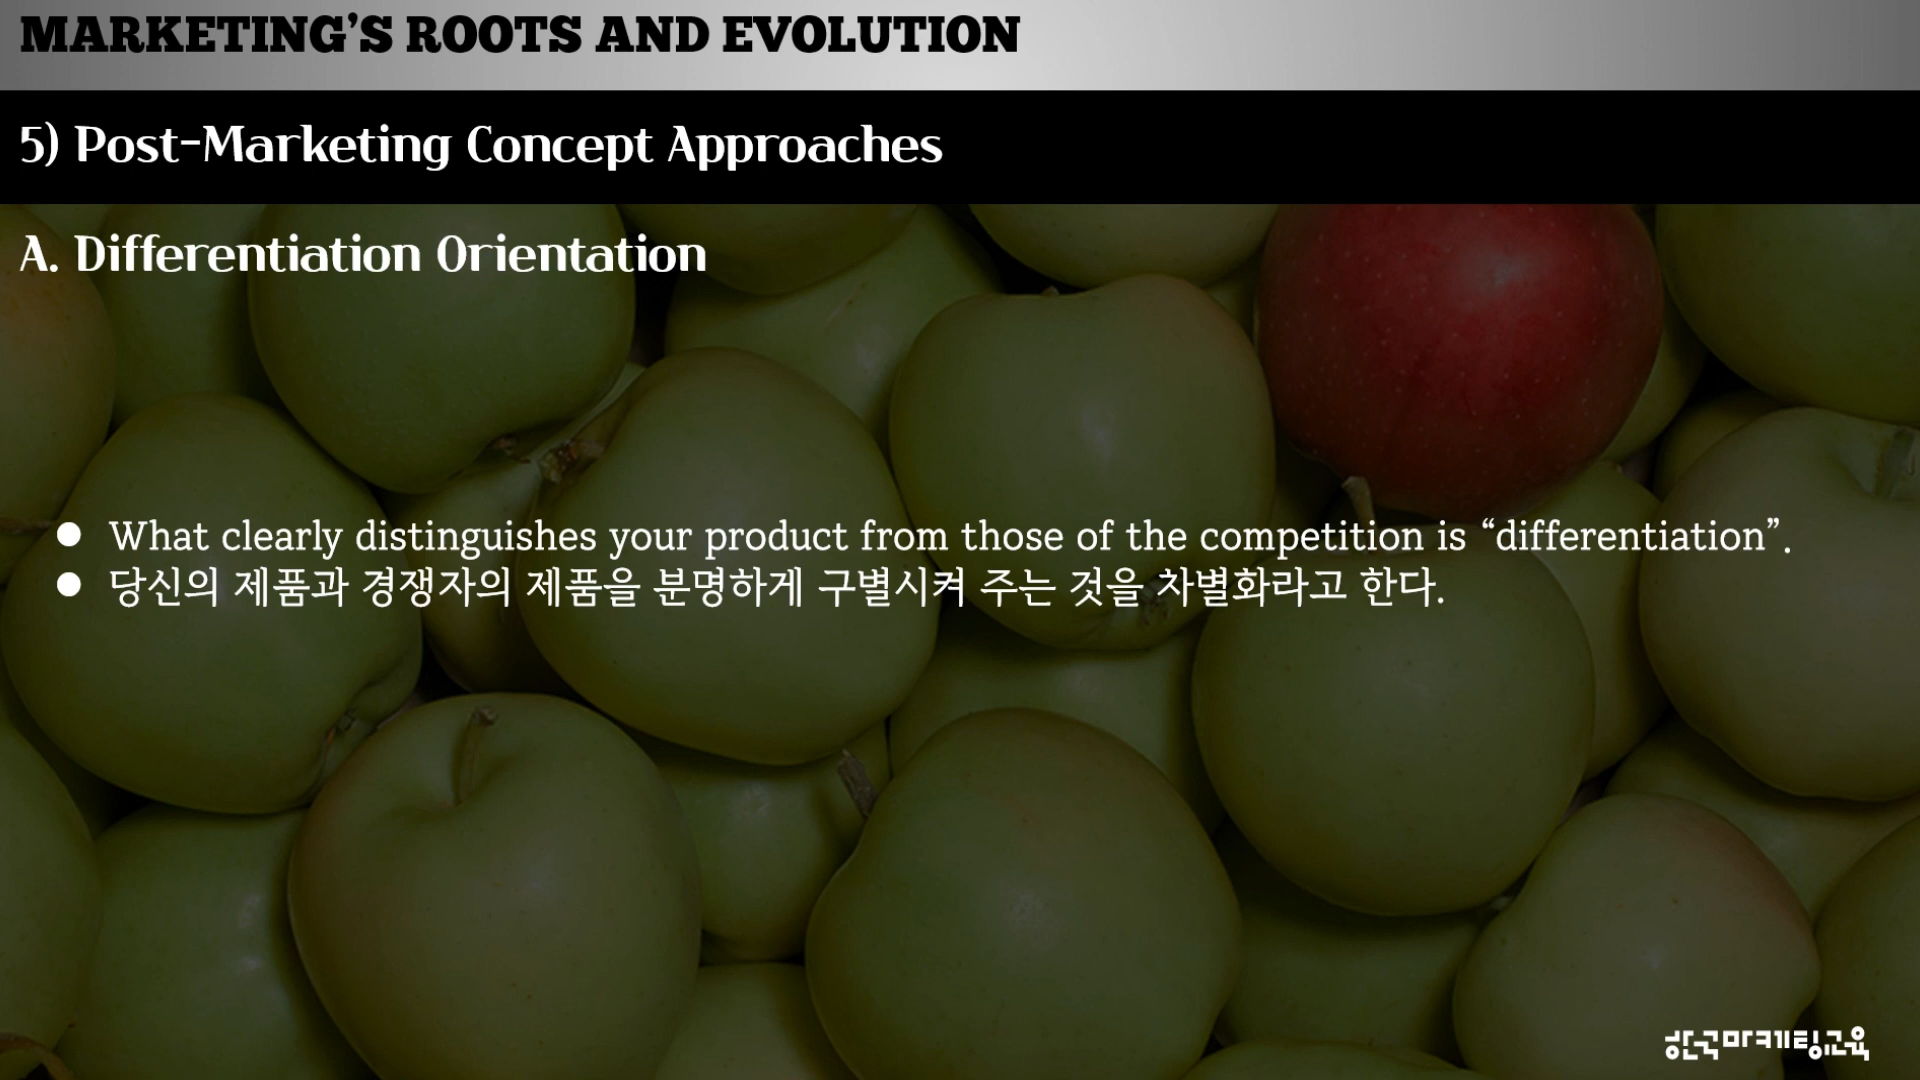 MARKETING’S ROOTS AND EVOLUTION
5) Post-Marketing Concept Approaches
A. Differentiation Orientation
● What clearly distinguishes your product from those of the competition is “differentiation”.
● 당신의 제품과 경쟁자의 제품을 분명하게 구별시켜 주는 것을 차별화라고 한다.
한국마케팅교육